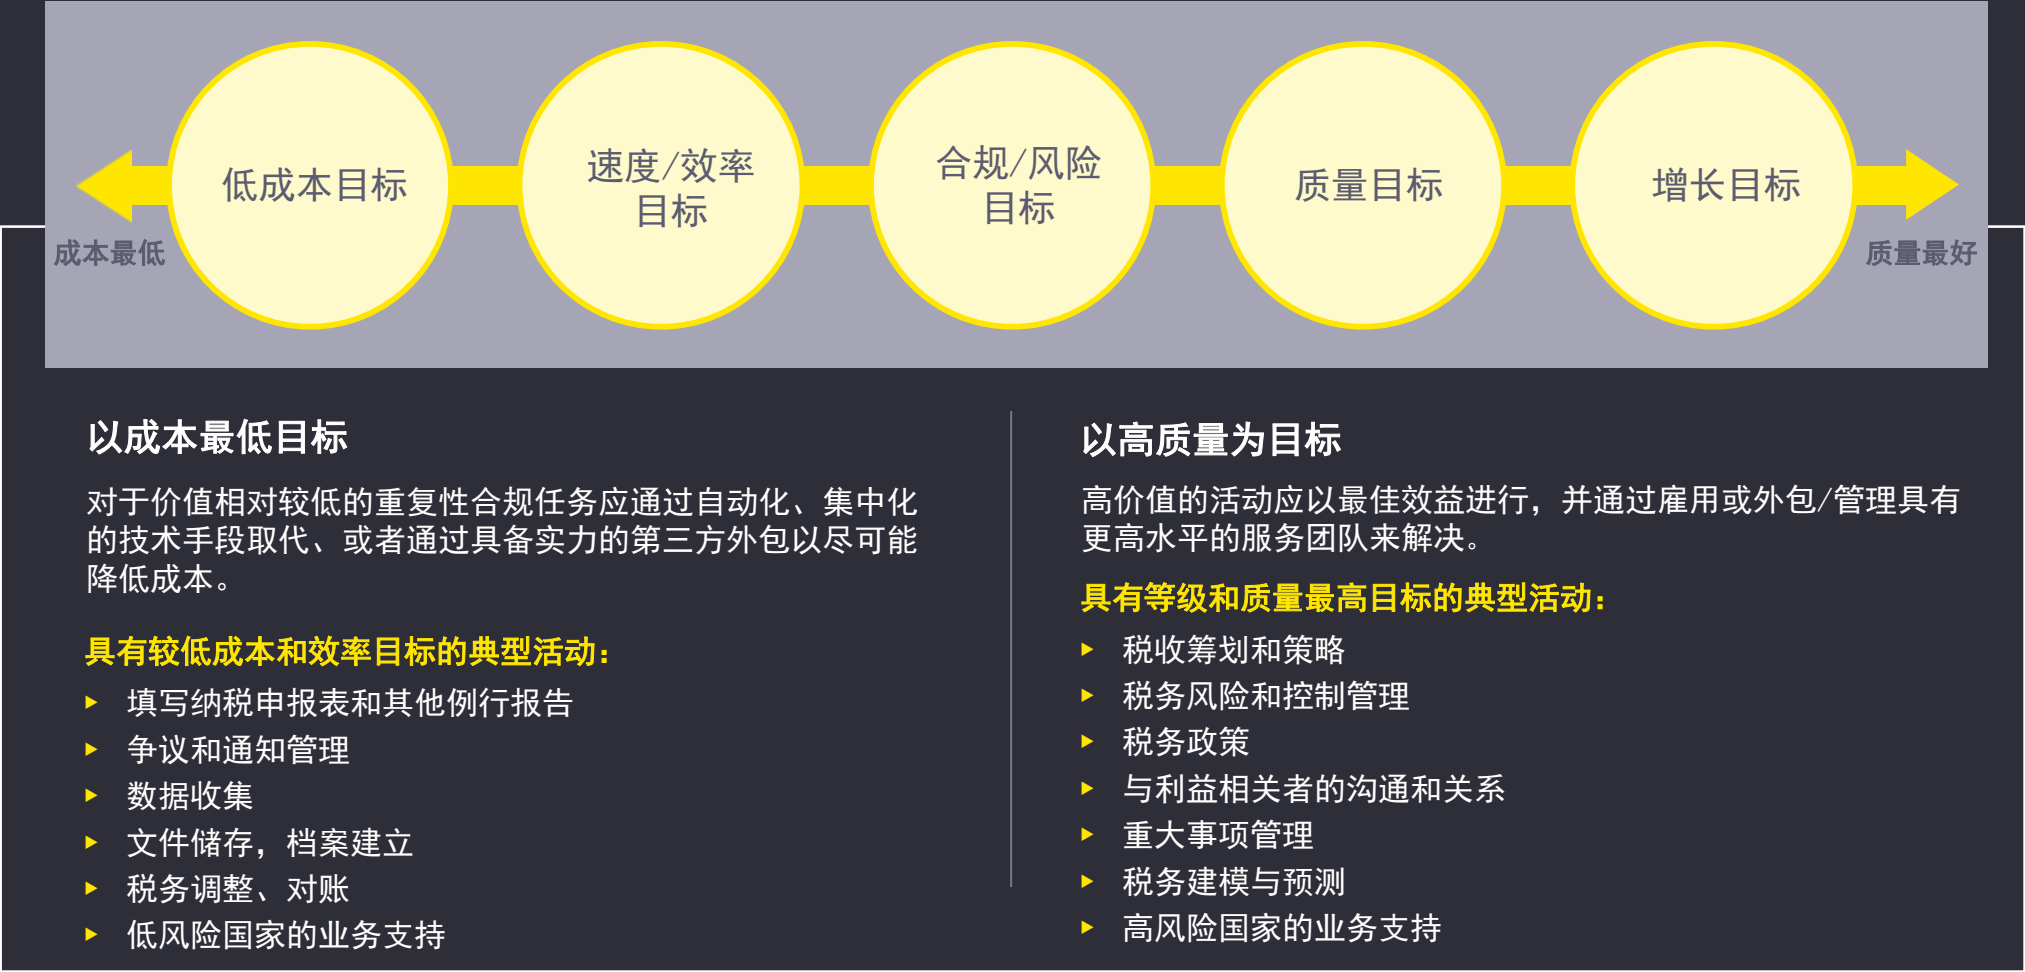 低成本目标
速度/效率
目标
合规/风险
目标
质量目标
增长目标
成本最低
质量最好
以成本最低目标
对于价值相对较低的重复性合规任务应通过自动化、集中化
的技术手段取代、或者通过具备实力的第三方外包以尽可能
降低成本。
具有较低成本和效率目标的典型活动：
填写纳税申报表和其他例行报告
争议和通知管理
数据收集
文件储存，档案建立
税务调整、对账
低风险国家的业务支持
以高质量为目标
高价值的活动应以最佳效益进行，并通过雇用或外包/管理具有
更高水平的服务团队来解决。
具有等级和质量最高目标的典型活动：
税收筹划和策略
税务风险和控制管理
税务政策
与利益相关者的沟通和关系
重大事项管理
税务建模与预测
高风险国家的业务支持